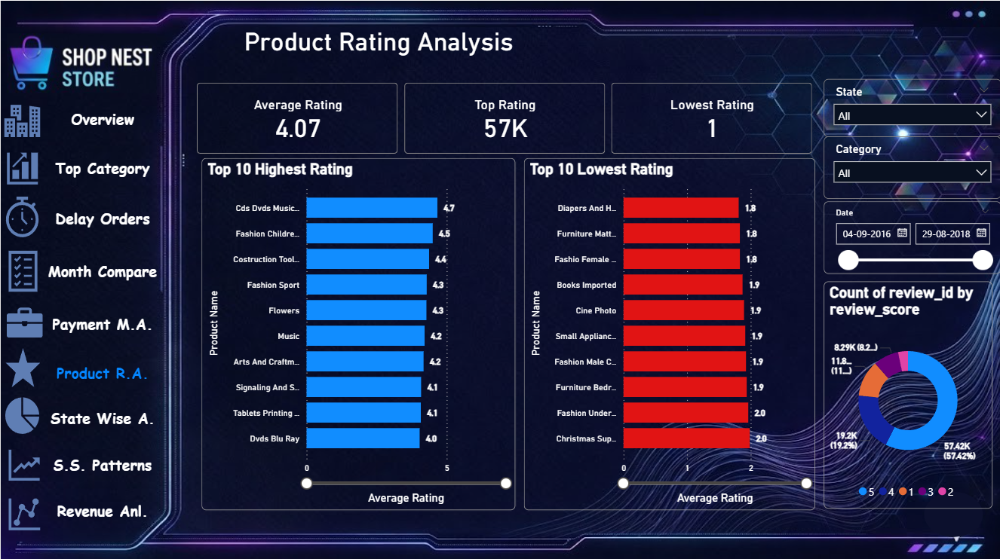 Product Rating Analysis
SHOP NEST
STORE
Overview
Top Category
Delay Orders
Month Compare
Payment M.A.
Product R.A.
State Wise A.
S.S. Patterns
Revenue Anl.
Average Rating
4.07
Top Rating
57K
Lowest Rating
1
State
All
Category
All
Date
04-09-2016 29-08-2018
Top 10 Highest Rating
Product Name
Cds Dvds Music... 4.7
Fashion Childre... 4.5
Costruction Tool... 4.4
Fashion Sport 4.3
Flowers 4.3
Music 4.2
Arts And Craftm... 4.2
Signaling And S... 4.1
Tablets Printing ... 4.1
Dvds Blu Ray 4.0
0 5
Average Rating
Top 10 Lowest Rating
Product Name
Diapers And H... 1.8
Furniture Matt... 1.8
Fashio Female ... 1.8
Books Imported 1.9
Cine Photo 1.9
Small Applianc... 1.9
Fashion Male C... 1.9
Furniture Bedr... 1.9
Fashion Under... 2.0
Christmas Sup... 2.0
0 1 2
Average Rating
Count of review_id by
review_score
8.29K (8.2...)
11.8...
(11...)
19.2K
(19.2%)
57.42K
(57.42%)
5 4 1 3 2